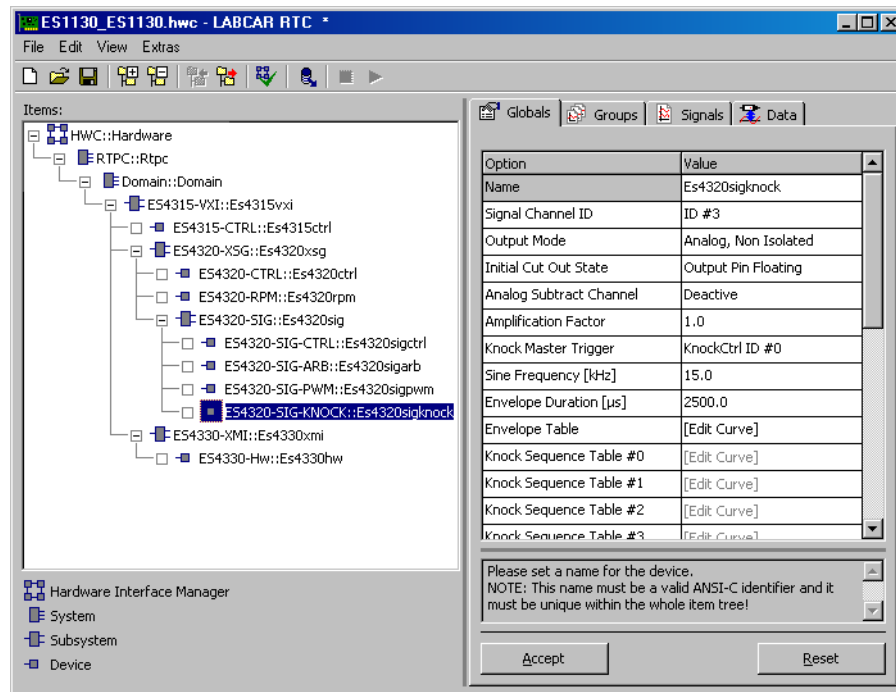 ES1130_ES1130.hwc - LABCAR RTC *
File Edit View Extras
Items:
HWC::Hardware
RTPC::Rtpc
Domain::Domain
ES4315-VXI::Es4315vxi
ES4315-CTRL::Es4315ctrl
ES4320-XSG::Es4320xsg
ES4320-CTRL::Es4320ctrl
ES4320-RPM::Es4320rpm
ES4320-SIG::Es4320sig
ES4320-SIG-CTRL::Es4320sigctrl
ES4320-SIG-ARB::Es4320sigarb
ES4320-SIG-PWM::Es4320sigpwm
ES4320-SIG-KNOCK::Es4320sigknock
ES4330-XMI::Es4330xmi
ES4330-Hw::Es4330hw
Hardware Interface Manager
System
Subsystem
Device
Globals Groups Signals Data
Option Value
Name Es4320sigknock
Signal Channel ID ID #3
Output Mode Analog, Non Isolated
Initial Cut Out State Output Pin Floating
Analog Subtract Channel Deactive
Amplification Factor 1.0
Knock Master Trigger KnockCtrl ID #0
Sine Frequency [kHz] 15.0
Envelope Duration [µs] 2500.0
Envelope Table [Edit Curve]
Knock Sequence Table #0 [Edit Curve]
Knock Sequence Table #1 [Edit Curve]
Knock Sequence Table #2 [Edit Curve]
Knock Sequence Table #3 [Edit Curve]
Please set a name for the device.
NOTE: This name must be a valid ANSI-C identifier and it
must be unique within the whole item tree!
Accept Reset